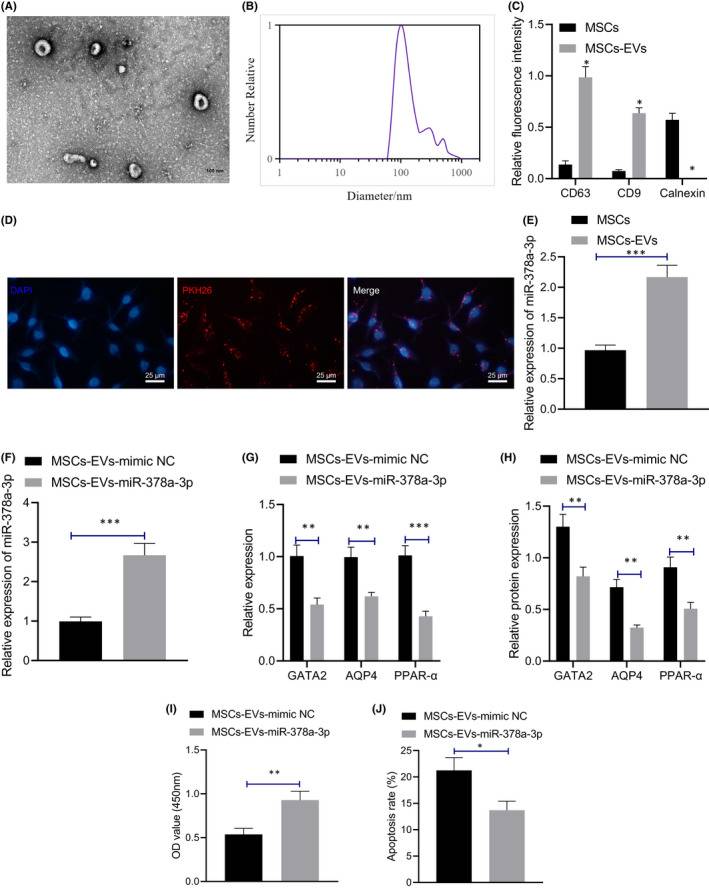 (A)
100 nm
(B)
Number Relative
1
0
1
10
100
1000
Diameter/nm
(C)
MSCs
MSCs-EVs
Relative fluorescence intensity
1.5
1.0
0.5
0.0
*
*
*
CD63
CD9
Calnexin
(D)
DAPI
25 μm
PKH26
25 μm
Merge
25 μm
(E)
MSCs
MSCs-EVs
Relative expression of miR-378a-3p
2.5
2.0
1.5
1.0
0.5
0.0
***
(F)
MSCs-EVs-mimic NC
MSCs-EVs-miR-378a-3p
Relative expression of miR-378a-3p
4
3
2
1
0
***
(G)
MSCs-EVs-mimic NC
MSCs-EVs-miR-378a-3p
Relative expression
1.5
1.0
0.5
0.0
**
**
***
GATA2
AQP4
PPAR-α
(H)
MSCs-EVs-mimic NC
MSCs-EVs-miR-378a-3p
Relative protein expression
1.5
1.0
0.5
0.0
**
**
**
GATA2
AQP4
PPAR-α
(I)
MSCs-EVs-mimic NC
MSCs-EVs-miR-378a-3p
OD value (450nm)
1.5
1.0
0.5
0.0
**
(J)
MSCs-EVs-mimic NC
MSCs-EVs-miR-378a-3p
Apoptosis rate (%)
25
20
15
10
5
0
*